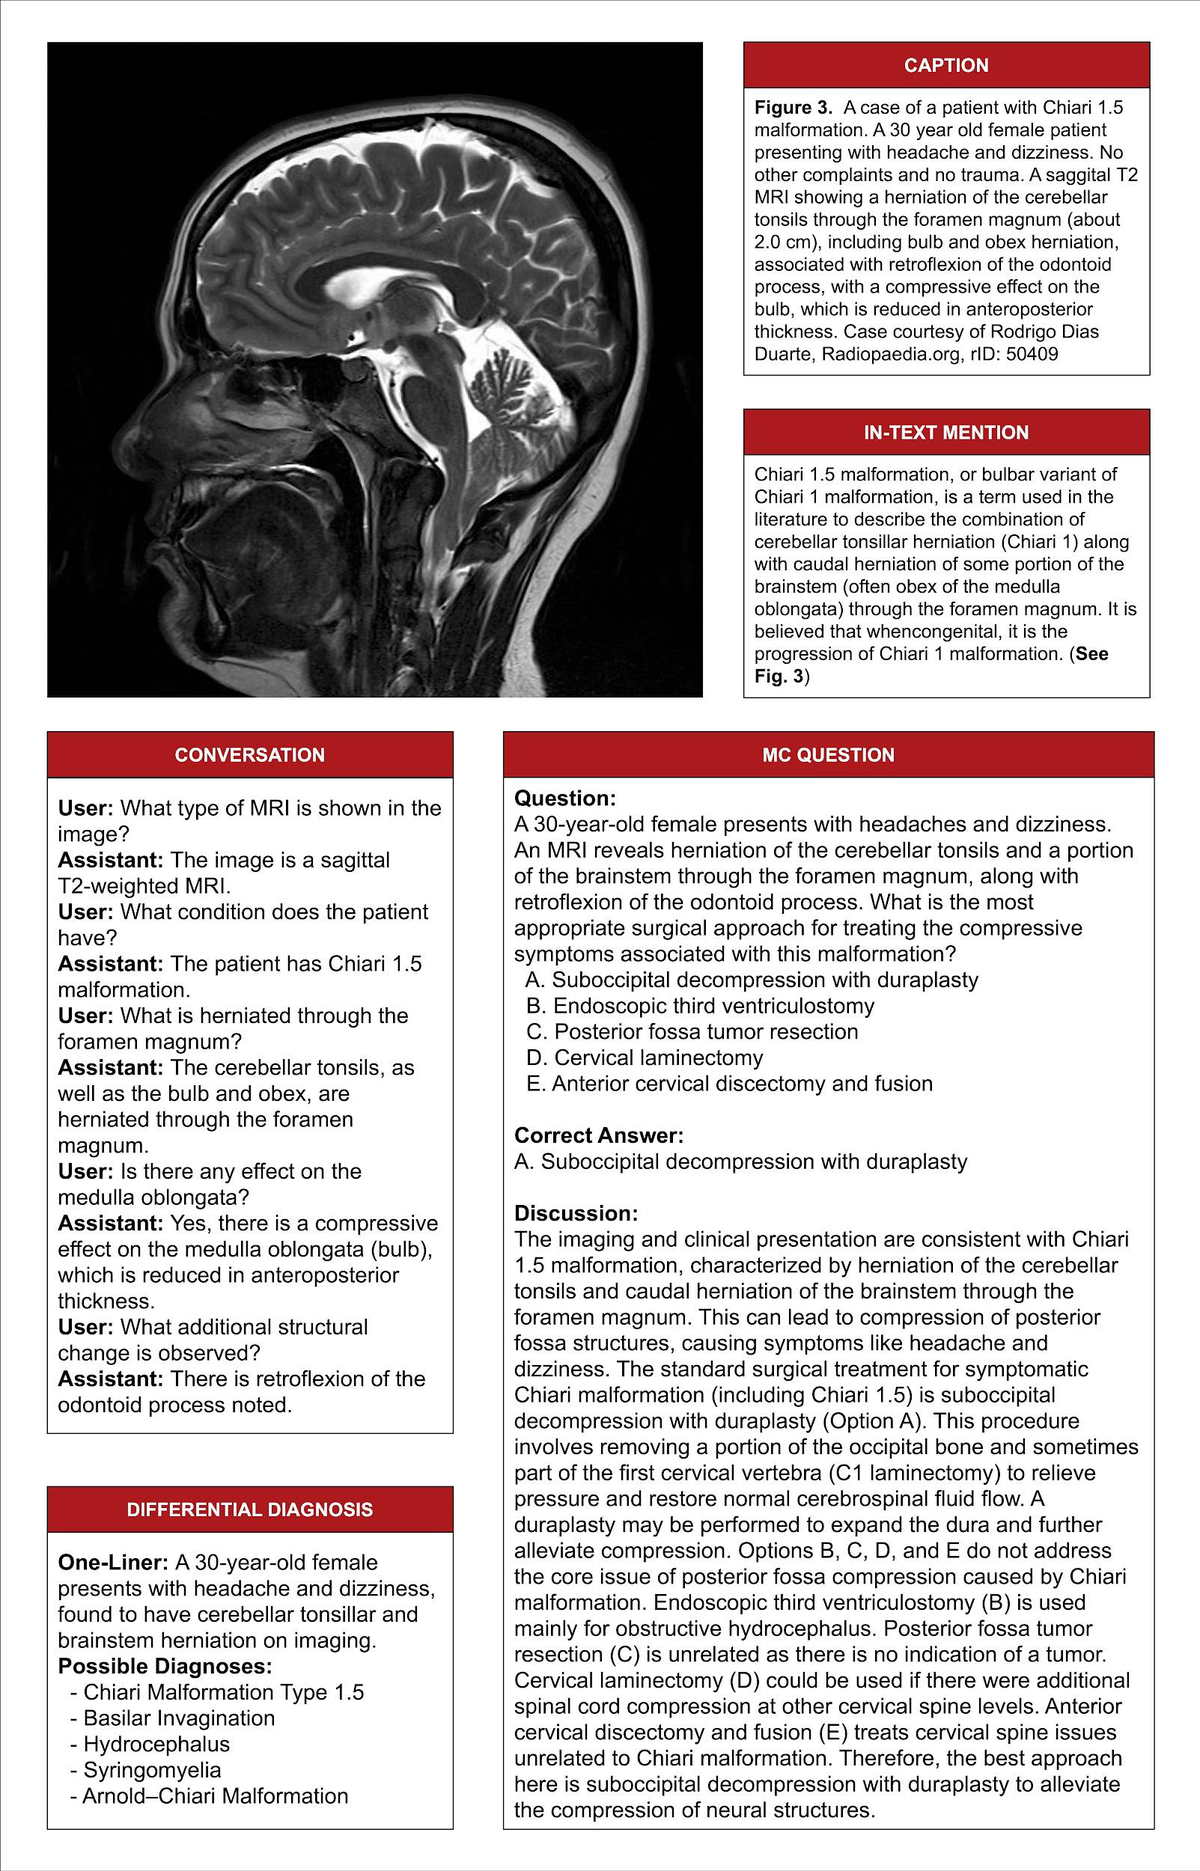 CAPTION
Figure 3. A case of a patient with Chiari 1.5
malformation. A 30 year old female patient
presenting with headache and dizziness. No
other complaints and no trauma. A saggital T2
MRI showing a herniation of the cerebellar
tonsils through the foramen magnum (about
2.0 cm), including bulb and obex herniation,
associated with retroflexion of the odontoid
process, with a compressive effect on the
bulb, which is reduced in anteroposterior
thickness. Case courtesy of Rodrigo Dias
Duarte, Radiopaedia.org, rID: 50409
IN-TEXT MENTION
Chiari 1.5 malformation, or bulbar variant of
Chiari 1 malformation, is a term used in the
literature to describe the combination of
cerebellar tonsillar herniation (Chiari 1) along
with caudal herniation of some portion of the
brainstem (often obex of the medulla
oblongata) through the foramen magnum. It is
believed that whencongenital, it is the
progression of Chiari 1 malformation. (See
Fig. 3)
CONVERSATION
User: What type of MRI is shown in the
image?
Assistant: The image is a sagittal
T2-weighted MRI.
User: What condition does the patient
have?
Assistant: The patient has Chiari 1.5
malformation.
User: What is herniated through the
foramen magnum?
Assistant: The cerebellar tonsils, as
well as the bulb and obex, are
herniated through the foramen
magnum.
User: Is there any effect on the
medulla oblongata?
Assistant: Yes, there is a compressive
effect on the medulla oblongata (bulb),
which is reduced in anteroposterior
thickness.
User: What additional structural
change is observed?
Assistant: There is retroflexion of the
odontoid process noted.
DIFFERENTIAL DIAGNOSIS
One-Liner: A 30-year-old female
presents with headache and dizziness,
found to have cerebellar tonsillar and
brainstem herniation on imaging.
Possible Diagnoses:
- Chiari Malformation Type 1.5
- Basilar Invagination
- Hydrocephalus
- Syringomyelia
- Arnold–Chiari Malformation
MC QUESTION
Question:
A 30-year-old female presents with headaches and dizziness.
An MRI reveals herniation of the cerebellar tonsils and a portion
of the brainstem through the foramen magnum, along with
retroflexion of the odontoid process. What is the most
appropriate surgical approach for treating the compressive
symptoms associated with this malformation?
A. Suboccipital decompression with duraplasty
B. Endoscopic third ventriculostomy
C. Posterior fossa tumor resection
D. Cervical laminectomy
E. Anterior cervical discectomy and fusion
Correct Answer:
A. Suboccipital decompression with duraplasty
Discussion:
The imaging and clinical presentation are consistent with Chiari
1.5 malformation, characterized by herniation of the cerebellar
tonsils and caudal herniation of the brainstem through the
foramen magnum. This can lead to compression of posterior
fossa structures, causing symptoms like headache and
dizziness. The standard surgical treatment for symptomatic
Chiari malformation (including Chiari 1.5) is suboccipital
decompression with duraplasty (Option A). This procedure
involves removing a portion of the occipital bone and sometimes
part of the first cervical vertebra (C1 laminectomy) to relieve
pressure and restore normal cerebrospinal fluid flow. A
duraplasty may be performed to expand the dura and further
alleviate compression. Options B, C, D, and E do not address
the core issue of posterior fossa compression caused by Chiari
malformation. Endoscopic third ventriculostomy (B) is used
mainly for obstructive hydrocephalus. Posterior fossa tumor
resection (C) is unrelated as there is no indication of a tumor.
Cervical laminectomy (D) could be used if there were additional
spinal cord compression at other cervical spine levels. Anterior
cervical discectomy and fusion (E) treats cervical spine issues
unrelated to Chiari malformation. Therefore, the best approach
here is suboccipital decompression with duraplasty to alleviate
the compression of neural structures.